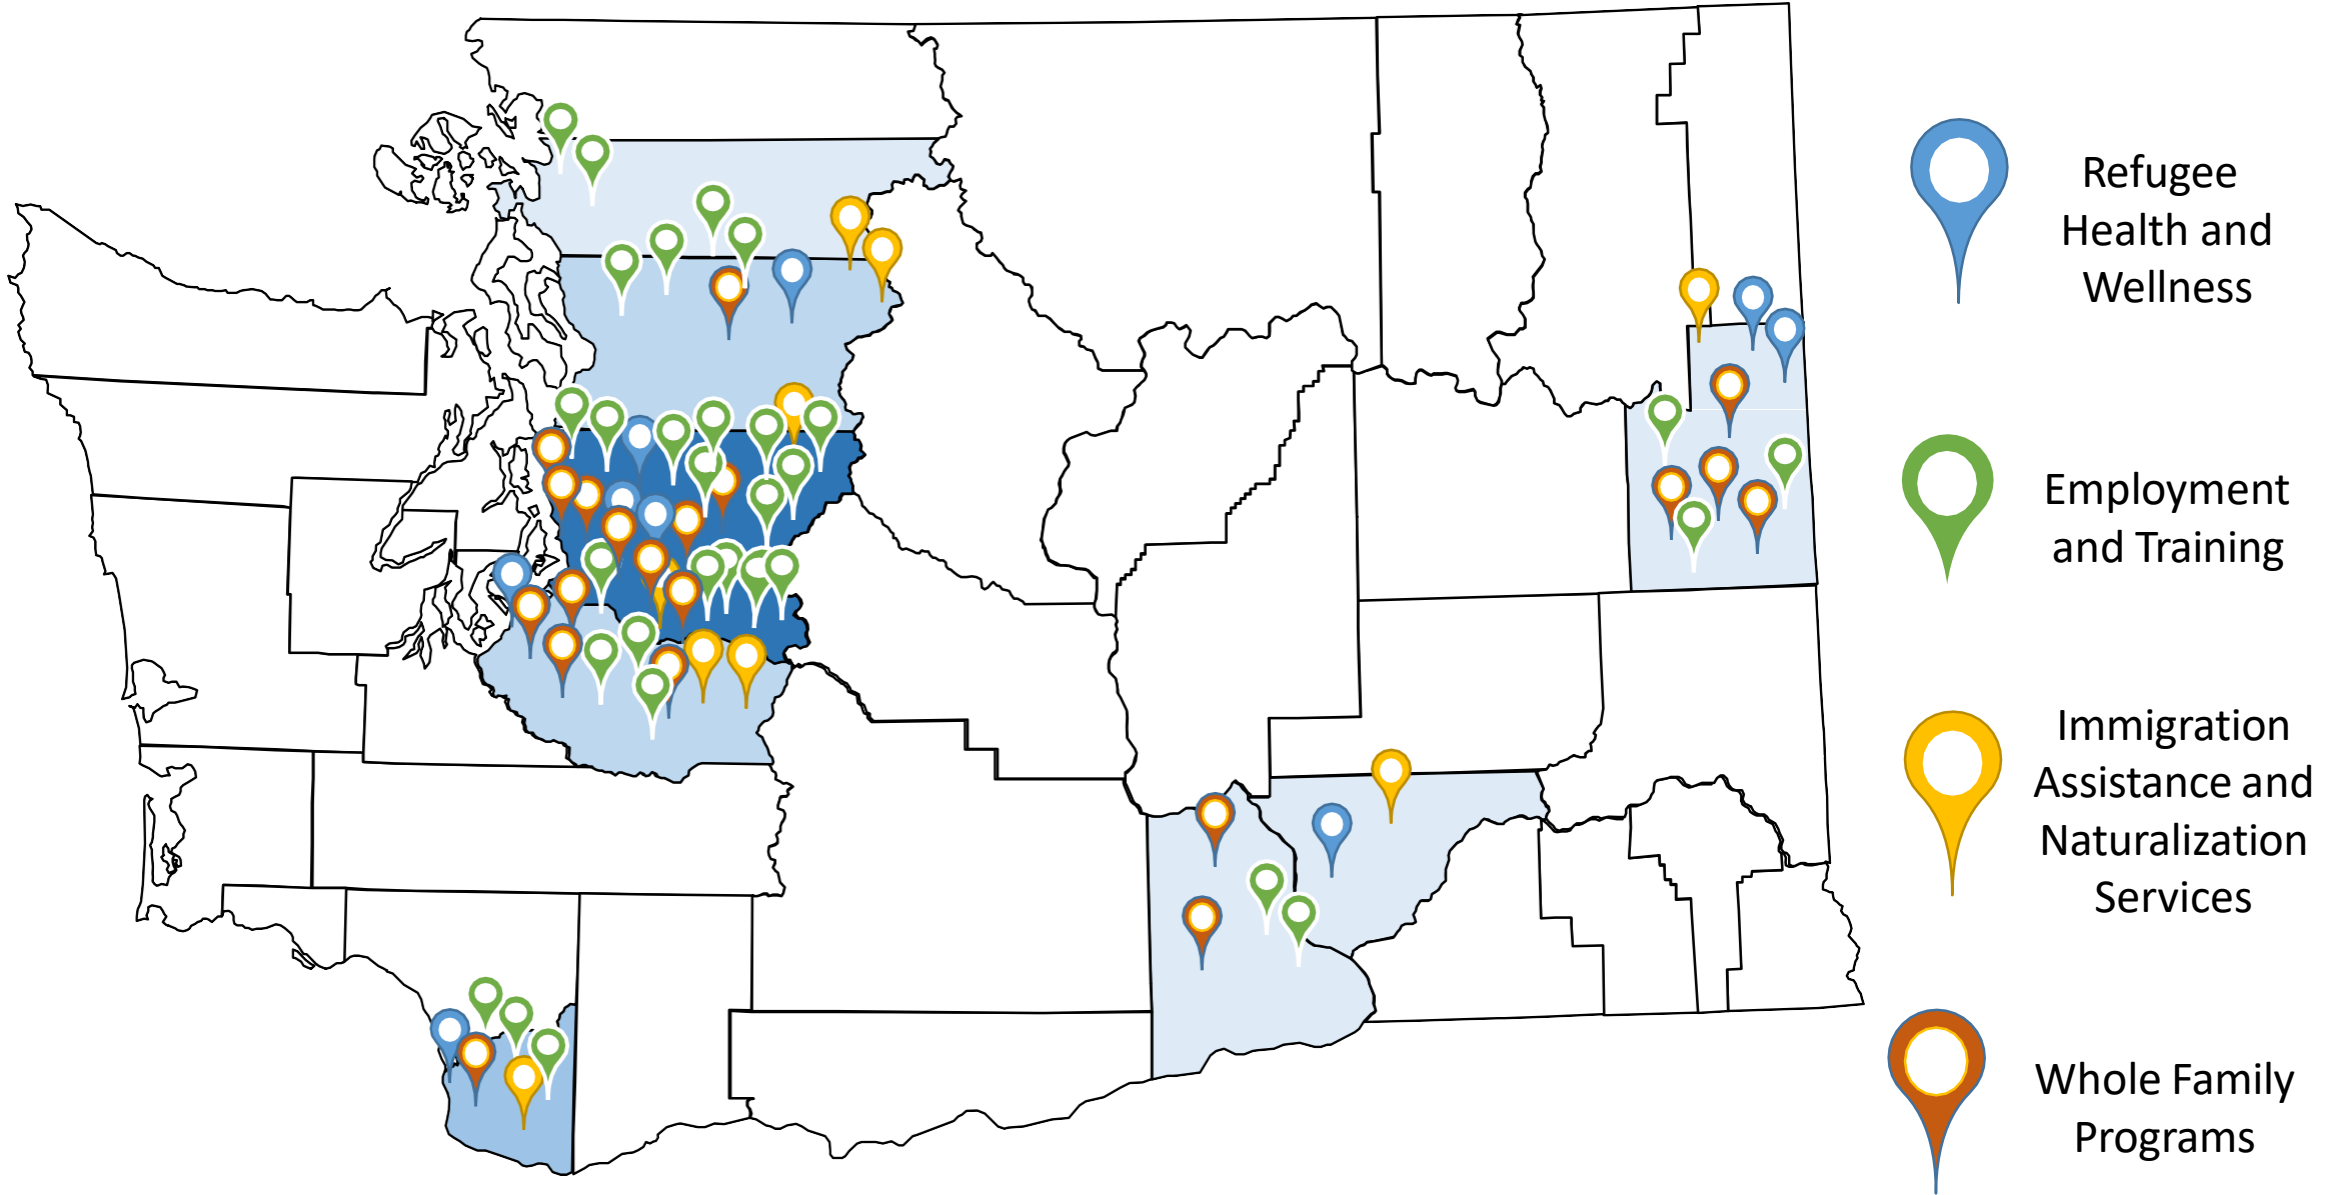 Refugee
Health and
Wellness
Employment
and Training
Immigration
Assistance and
Naturalization
Services
Whole Family
Programs